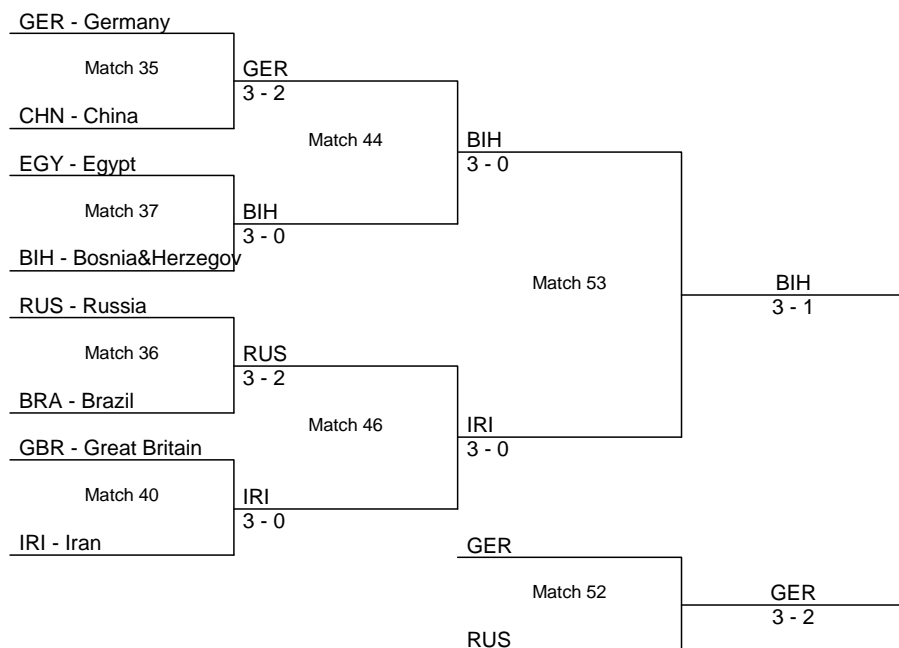 GER - Germany
Match 35
GER
3 - 2
CHN - China
Match 44
BIH
3 - 0
EGY - Egypt
Match 37
BIH
3 - 0
BIH - Bosnia&Herzegov
Match 53
BIH
3 - 1
RUS - Russia
Match 36
RUS
3 - 2
BRA - Brazil
Match 46
IRI
3 - 0
GBR - Great Britain
Match 40
IRI
3 - 0
IRI - Iran
GER
Match 52
GER
3 - 2
RUS